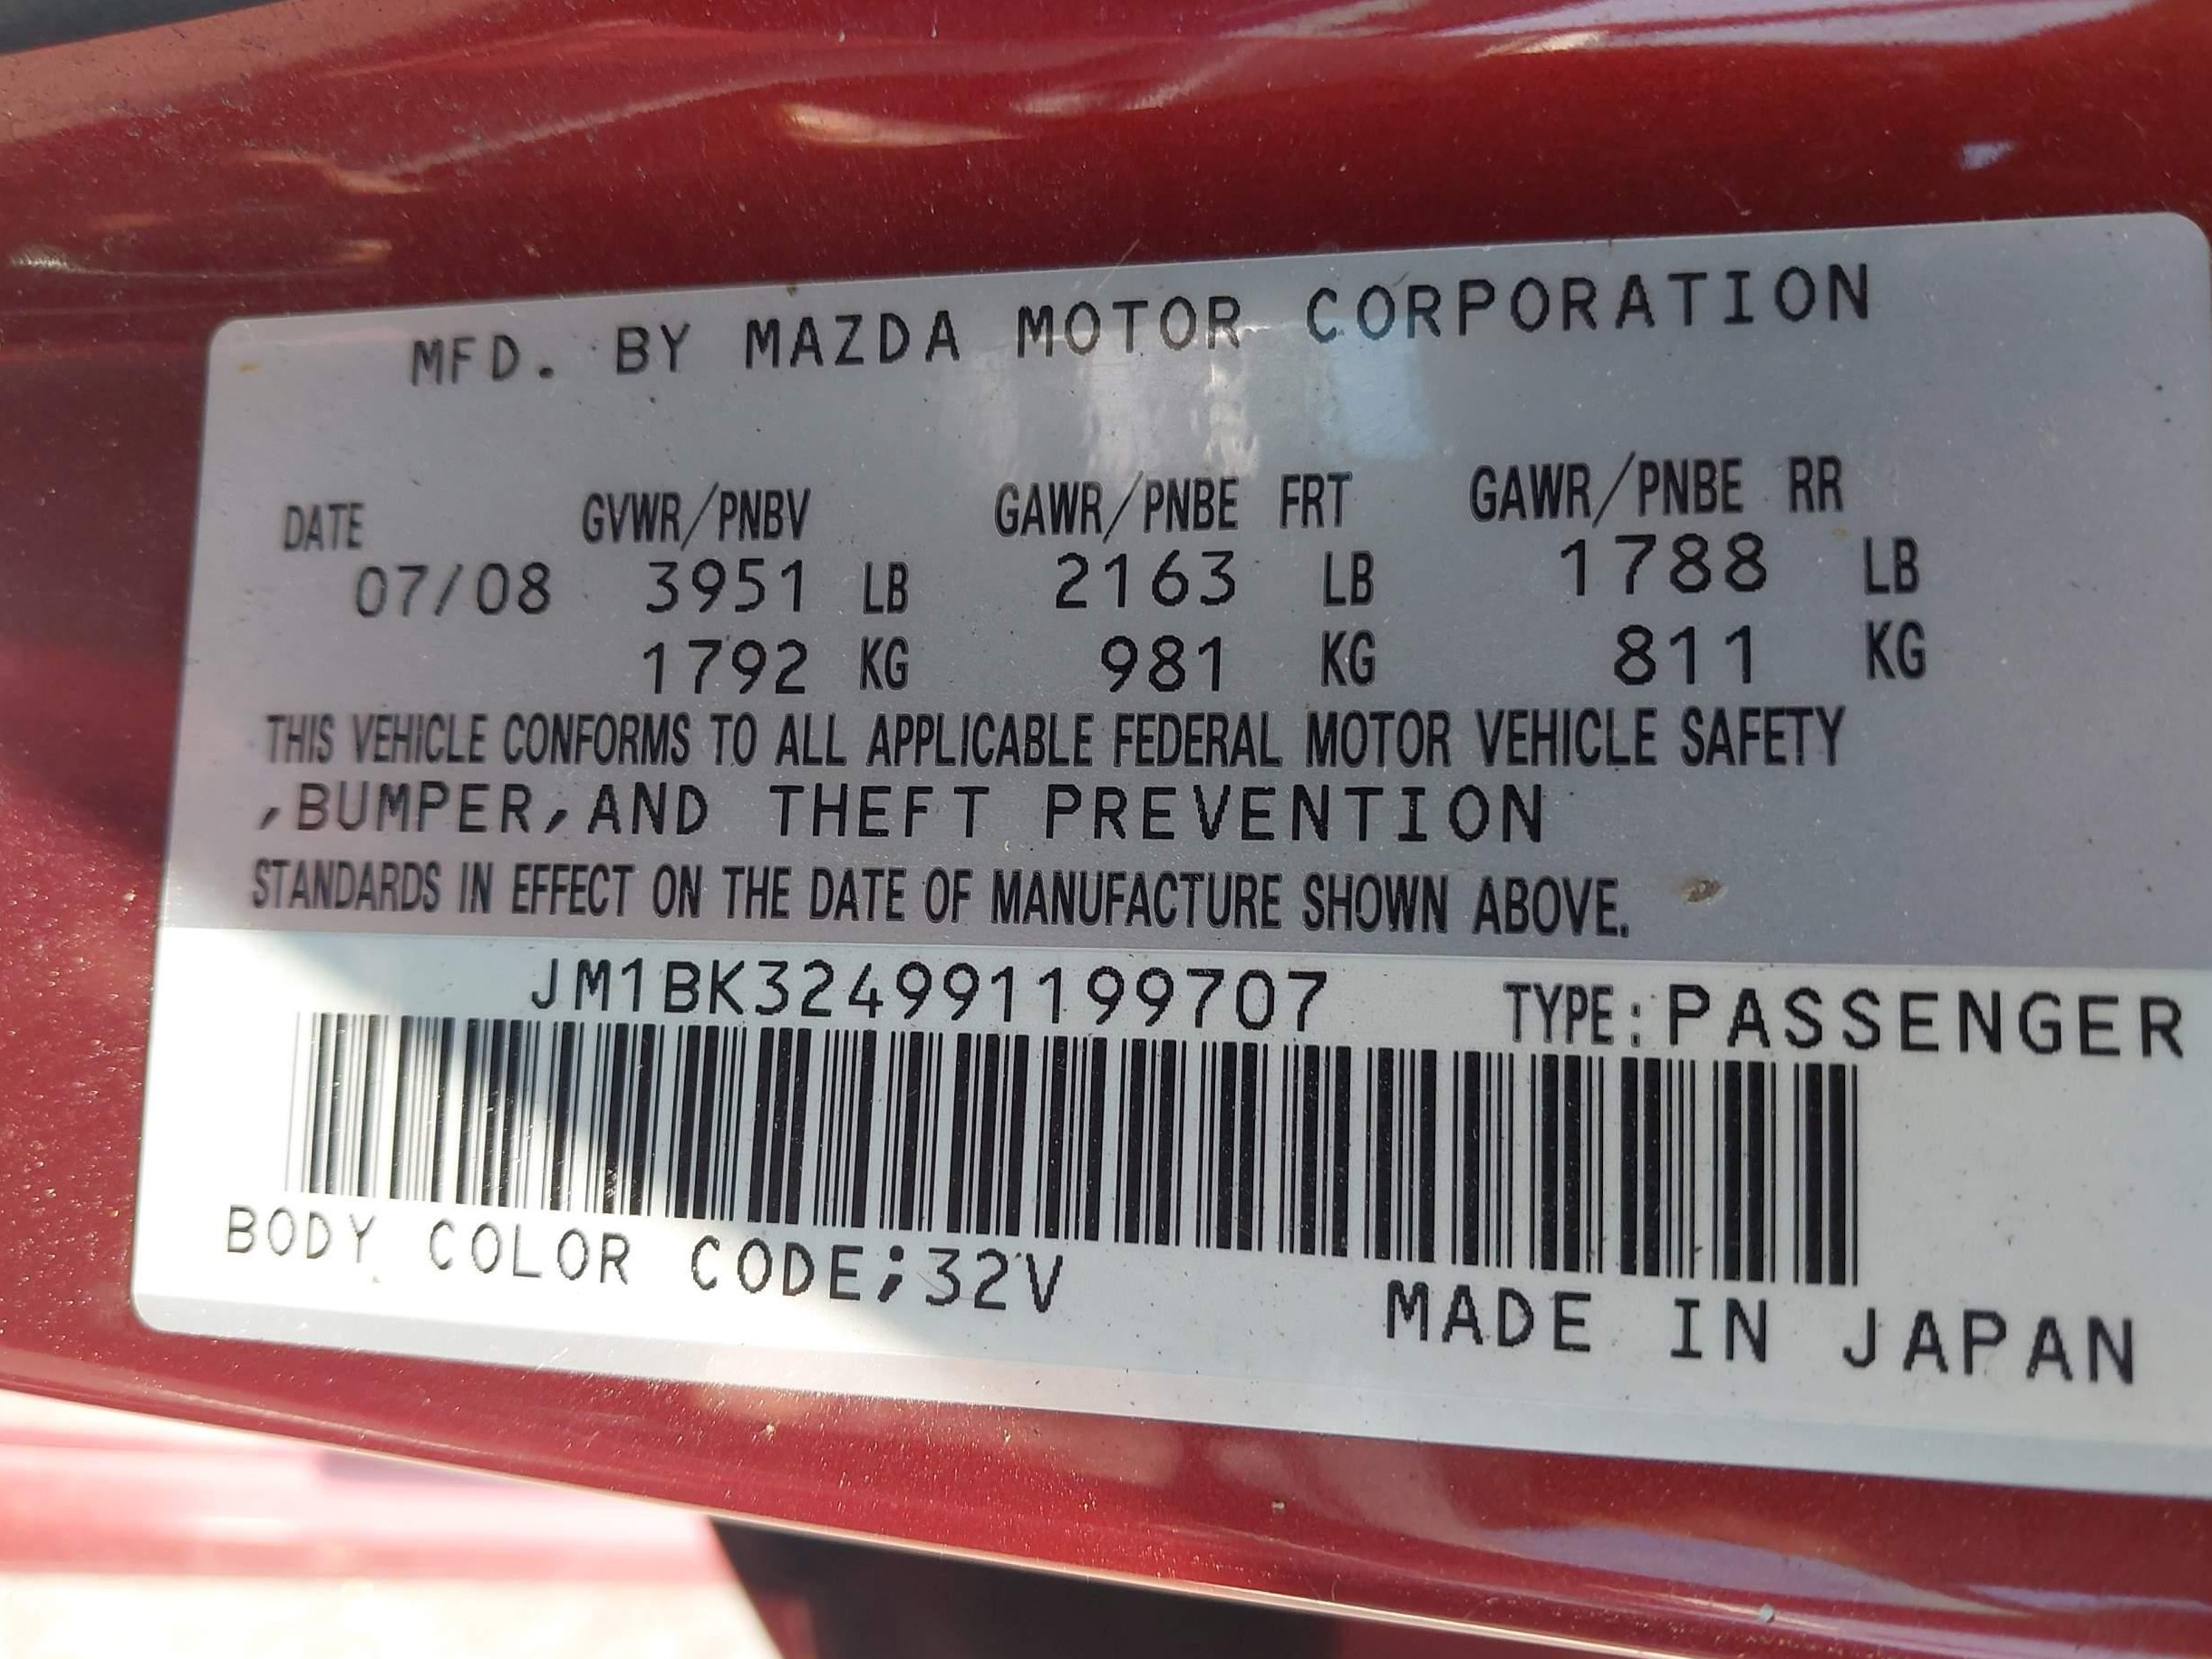 MFD. BY MAZDA MOTOR CORPORATION
DATE GVWR/PNBV GAWR/PNBE FRT GAWR/PNBE RR
07/08 3951 LB 2163 LB 1788 LB
1792 KG 981 KG 811 KG
THIS VEHICLE CONFORMS TO ALL APPLICABLE FEDERAL MOTOR VEHICLE SAFETY
,BUMPER,AND THEFT PREVENTION
STANDARDS IN EFFECT ON THE DATE OF MANUFACTURE SHOWN ABOVE.
JM1BK324991199707 TYPE:PASSENGER
BODY COLOR CODE;32V
MADE IN JAPAN